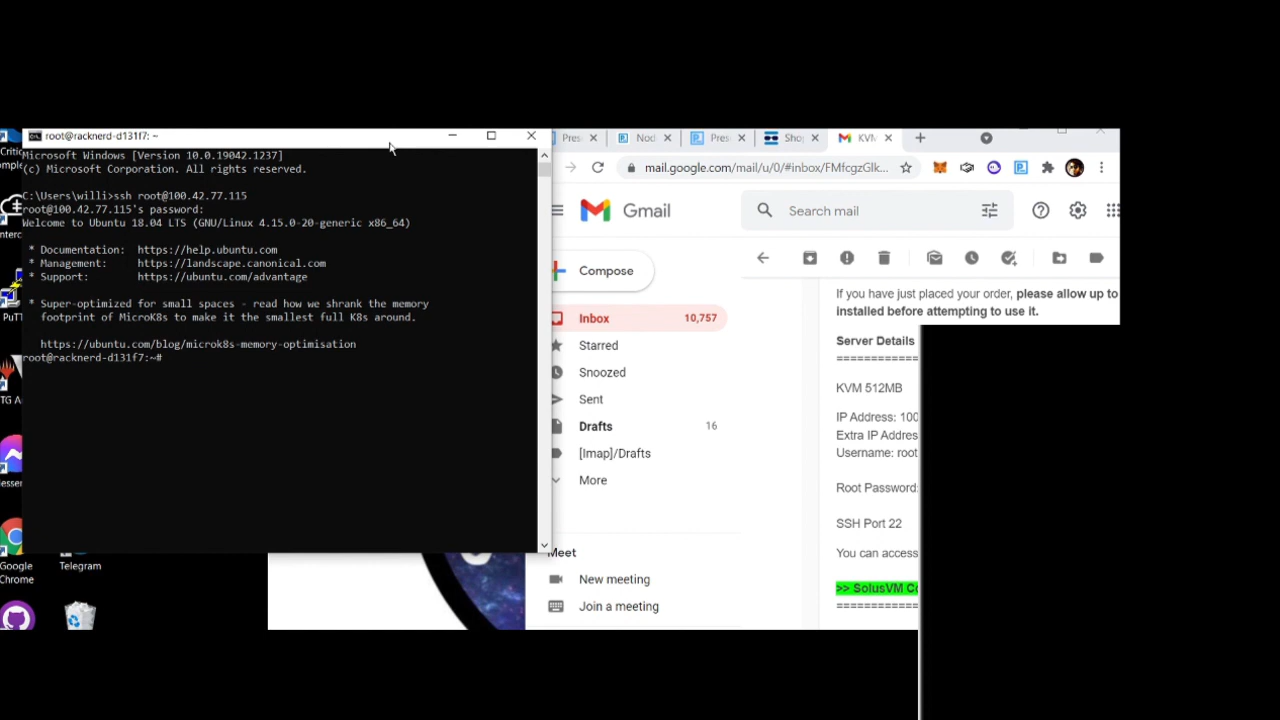 root@racknerd-d131f7: ~
Microsoft Windows [Version 10.0.19042.1237]
(c) Microsoft Corporation. All rights reserved.
C:\Users\willi>ssh root@100.42.77.115
root@100.42.77.115's password:
Welcome to Ubuntu 18.04 LTS (GNU/Linux 4.15.0-20-generic x86_64)
* Documentation: https://help.ubuntu.com
* Management: https://landscape.canonical.com
* Support: https://ubuntu.com/advantage
* Super-optimized for small spaces - read how we shrank the memory
footprint of MicroK8s to make it the smallest full K8s around.
https://ubuntu.com/blog/microk8s-memory-optimisation
root@racknerd-d131f7:~#
Google
Chrome
Telegram
Pres
Nod
Pres
Sho
KVM
mail.google.com/mail/u/0/#inbox/FMfcgzGlk...
Gmail
Search mail
Compose
Inbox 10,757
Starred
Snoozed
Sent
Drafts 16
[Imap]/Drafts
More
Meet
New meeting
Join a meeting
If you have just placed your order, please allow up to
installed before attempting to use it.
Server Details
==========
KVM 512MB
IP Address: 100
Extra IP Addres
Username: root
Root Password:
SSH Port 22
You can access
>> SolusVM Co
==========